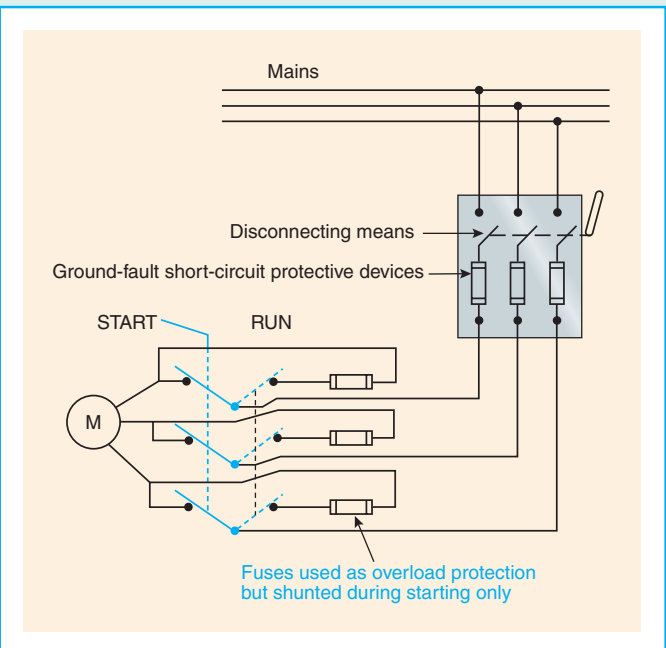 Mains
Disconnecting means
Ground-fault short-circuit protective devices
START RUN
M
Fuses used as overload protection
but shunted during starting only